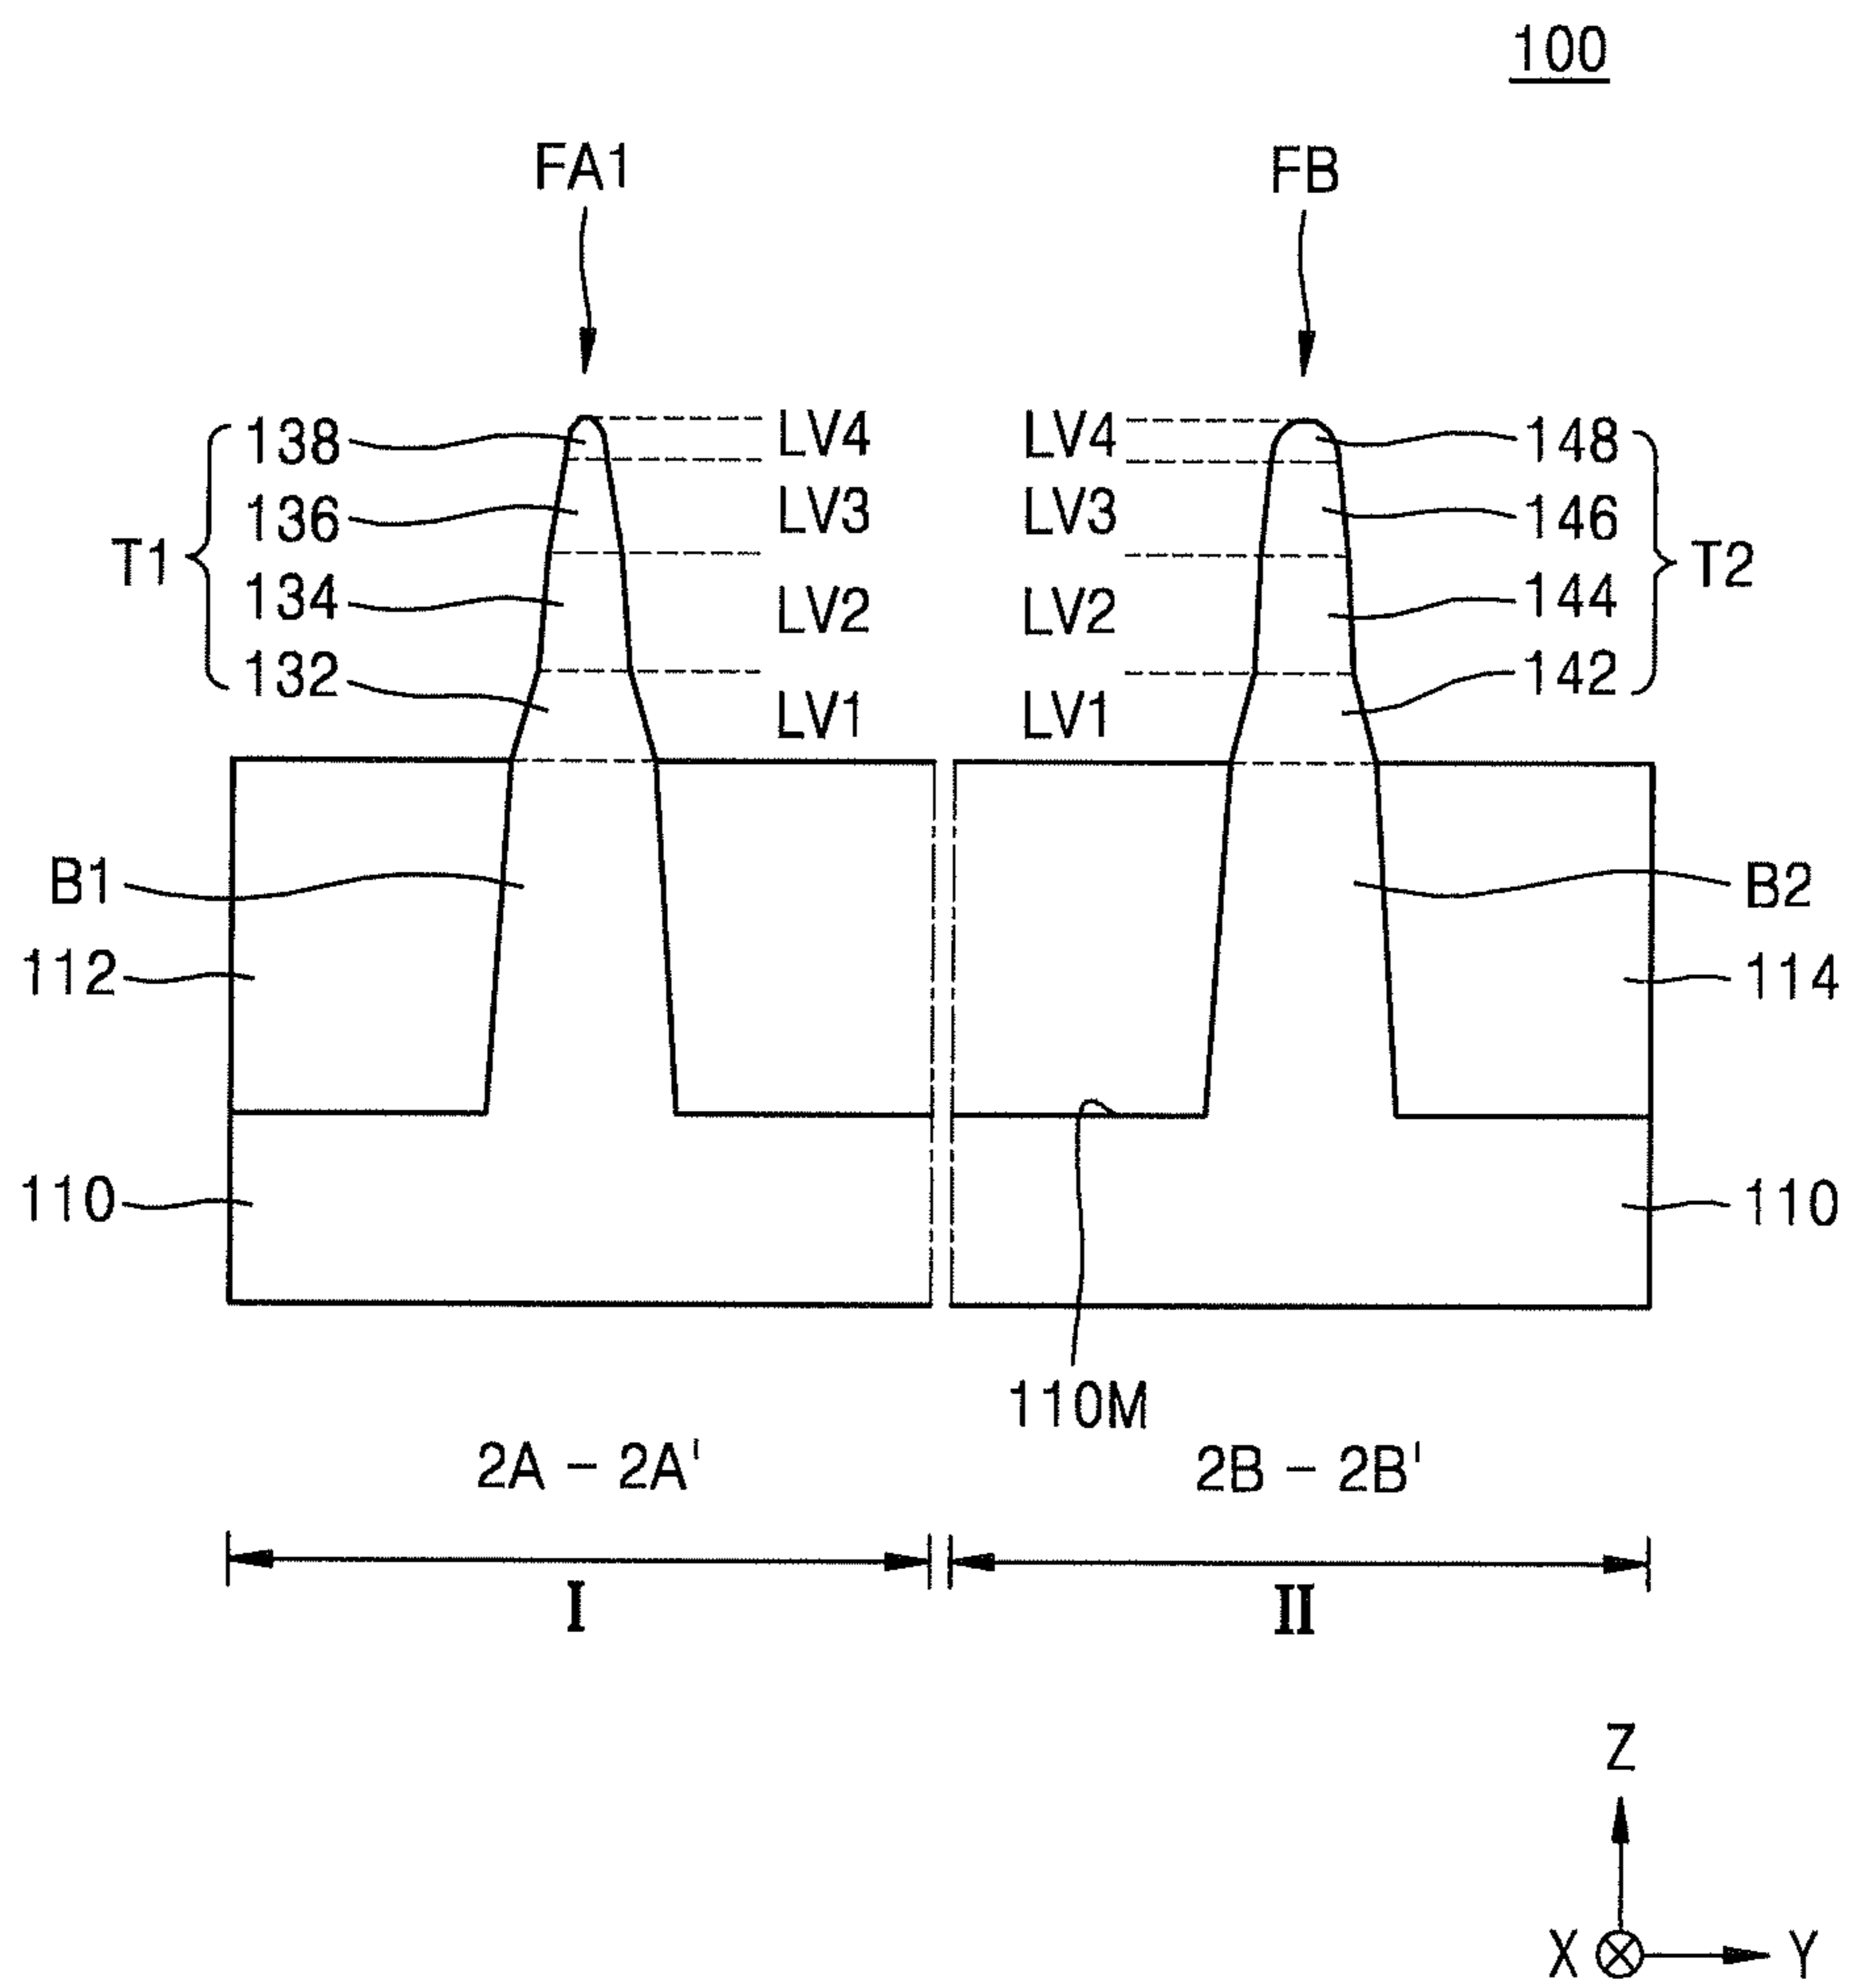 100
FA1 FB
138 LV4 LV4 148
136 LV3 LV3 146
T1 T2
134 LV2 LV2 144
132 LV1 LV1 142
B1 B2
112 114
110 110
110M
2A - 2A' 2B - 2B'
I II
Z
X Y